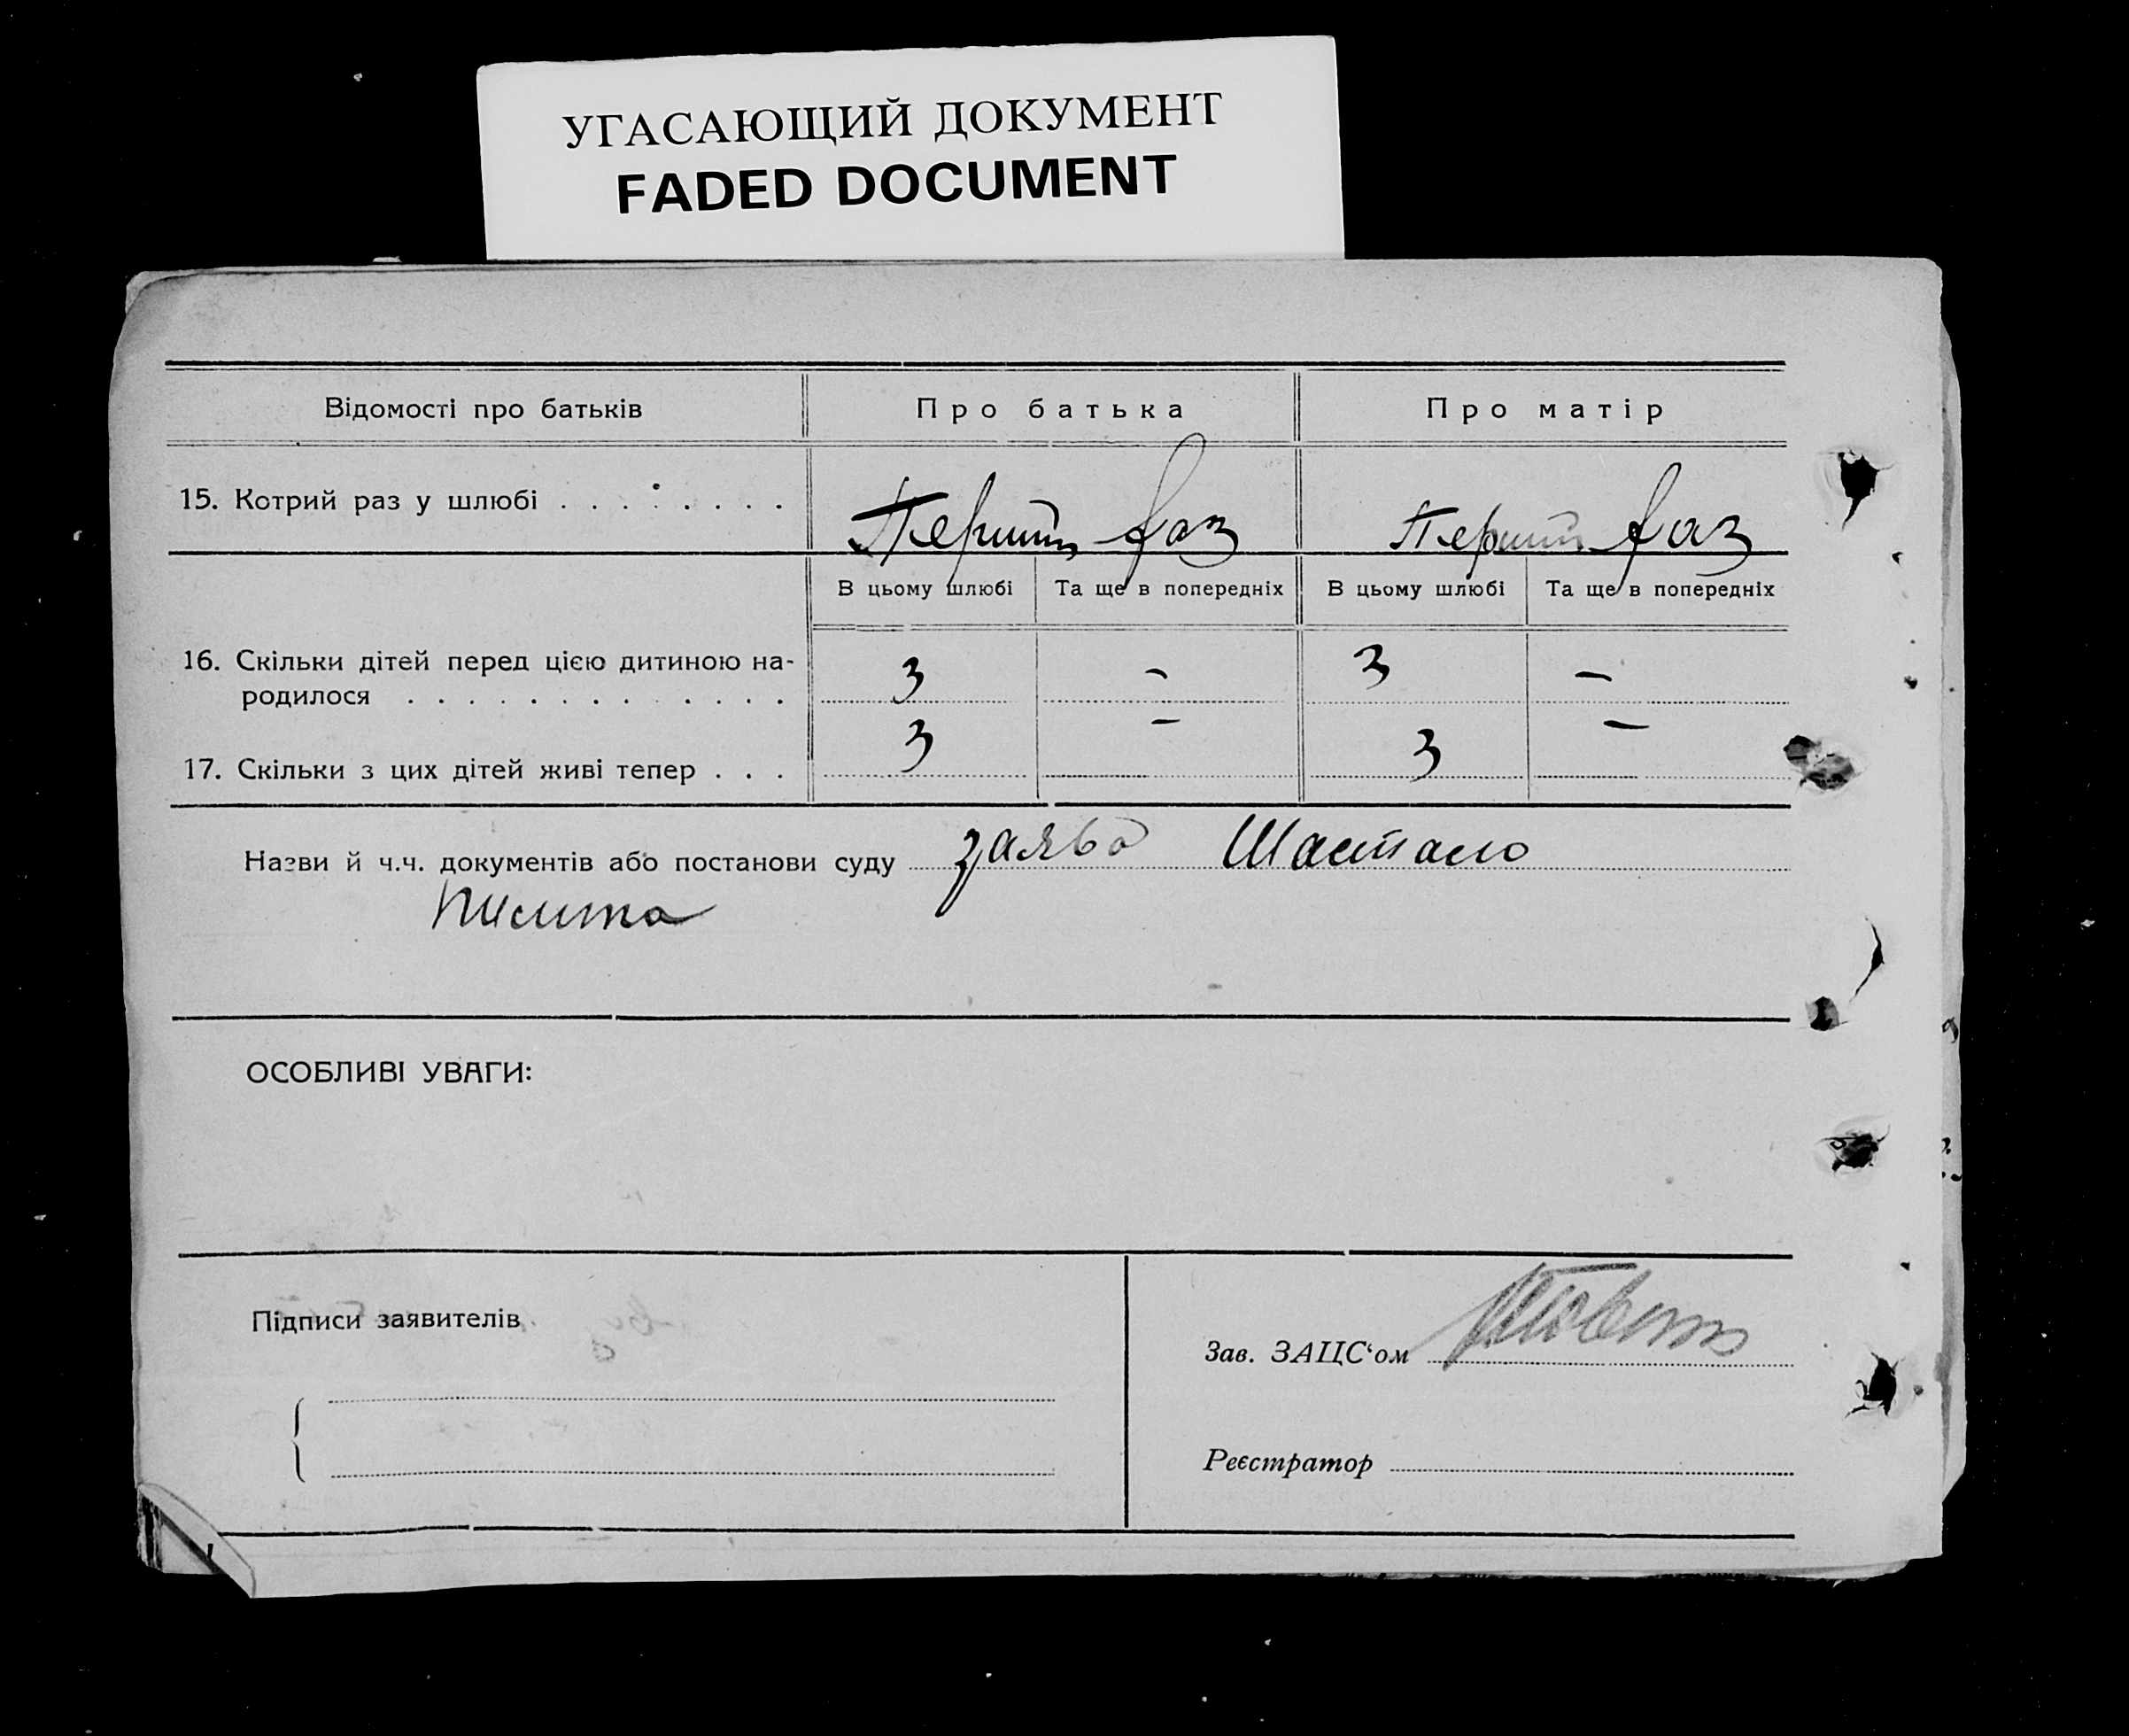 УГАСАЮЩИЙ ДОКУМЕНТ
FADED DOCUMENT
Відомості про батьків Про батька Про матір
15. Котрий раз у шлюбі . . . . . . . . Перший раз Перший раз
В цьому шлюбі Та ще в попередніх В цьому шлюбі Та ще в попередніх
16. Скільки дітей перед цією дитиною на-
родилося . . . . . . . . . . . . . 3 – 3 –
17. Скільки з цих дітей живі тепер . . . 3 – 3 –
Назви й ч.ч. документів або постанови суду заява
ОСОБЛИВІ УВАГИ:
Підписи заявителів
Зав. ЗАЦС‘ом
Реєстратор